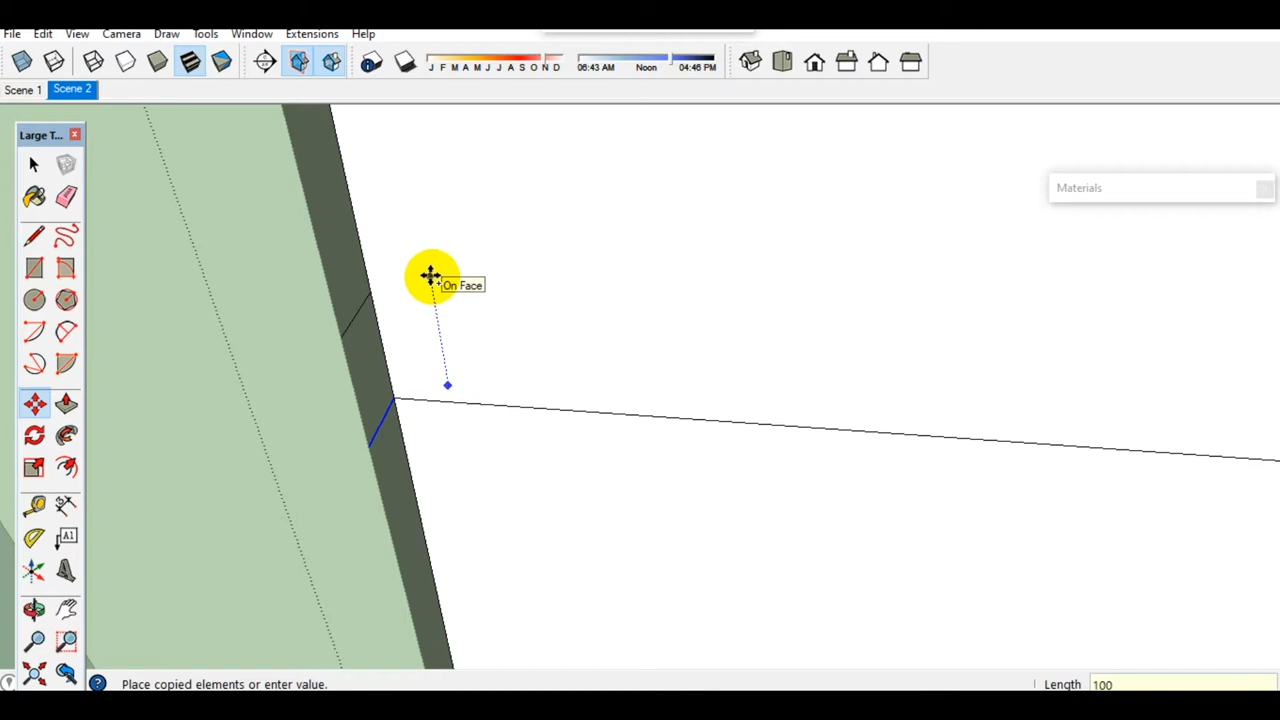 File Edit View Camera Draw Tools Window Extensions Help
J F M A M J J A S O N D
06:43 AM Noon 04:46 PM
Scene 1 Scene 2
Large T...
Materials
On Face
A1
Place copied elements or enter value.
Length 100